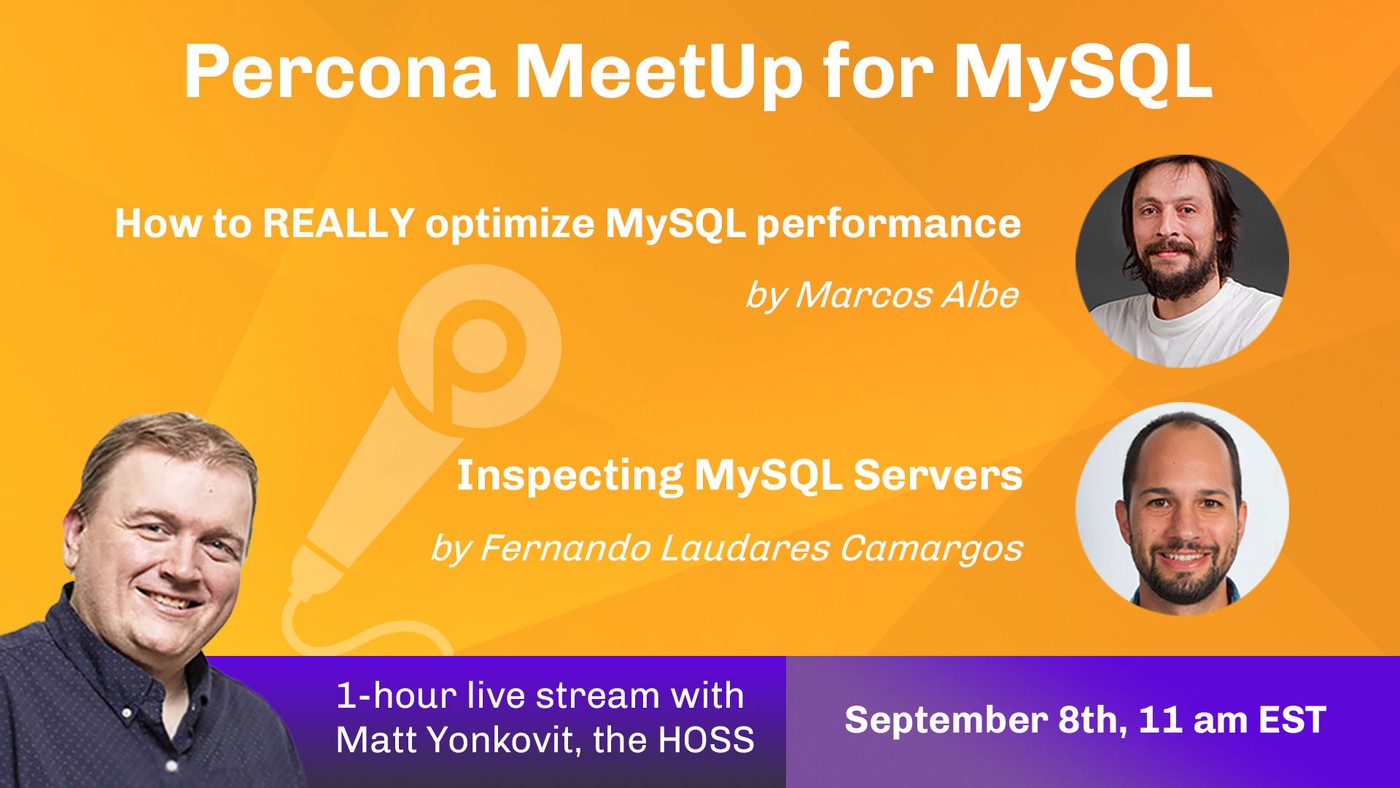 Percona MeetUp for MySQL
How to REALLY optimize MySQL performance
by Marcos Albe
Inspecting MySQL Servers
by Fernando Laudares Camargos
1-hour live stream with
Matt Yonkovit, the HOSS
September 8th, 11 am EST